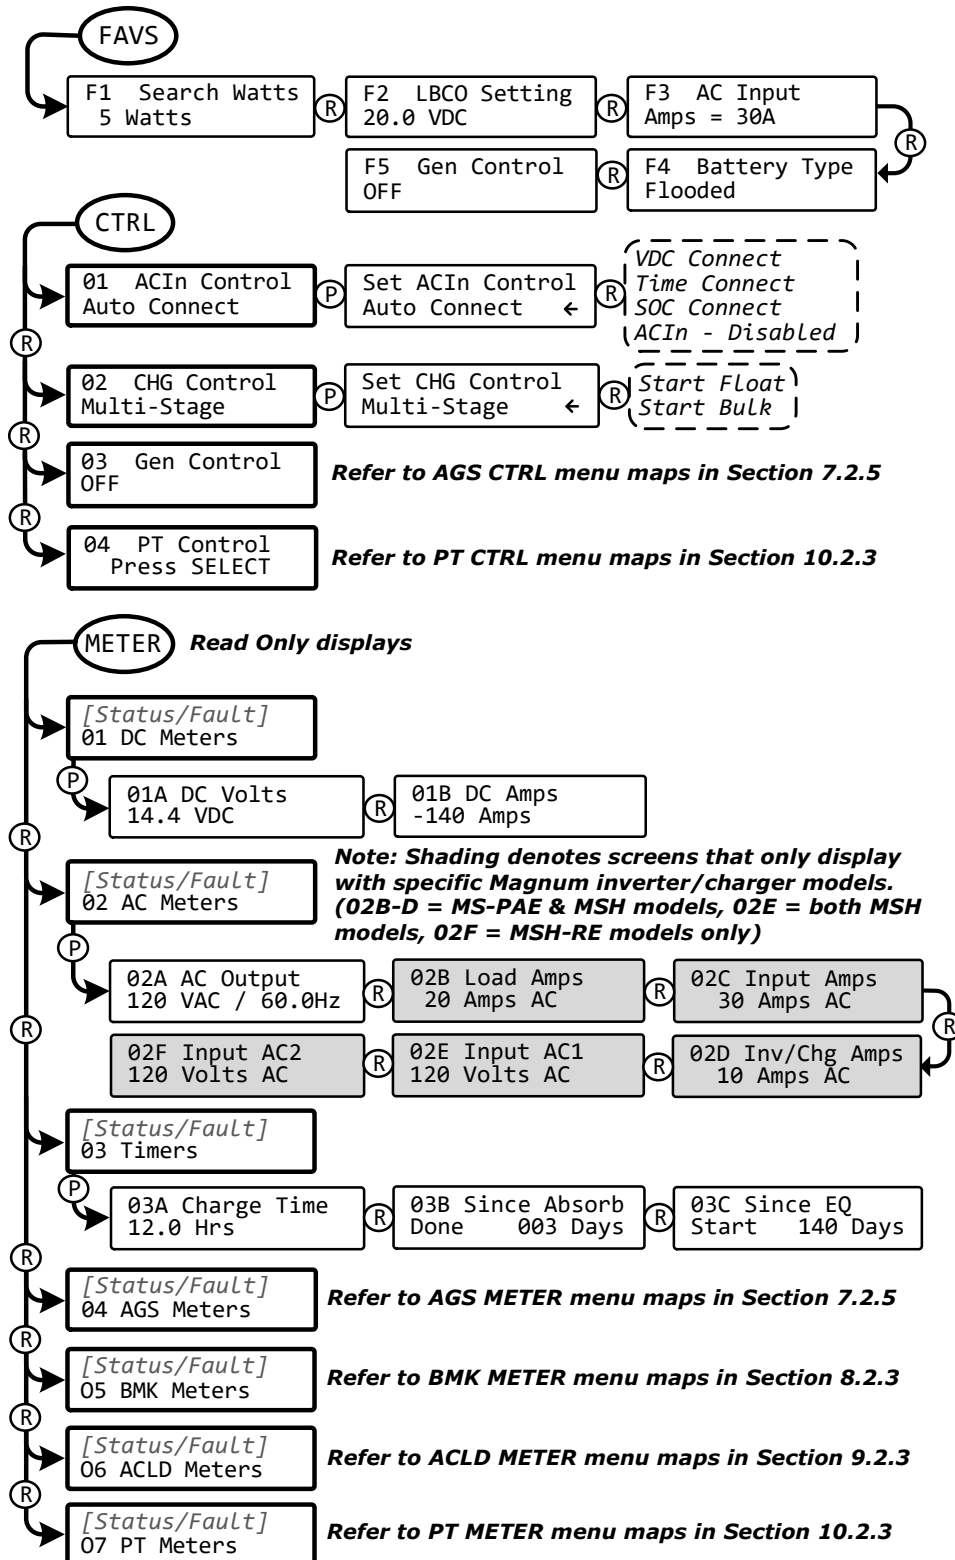 FAVS
F1 Search Watts
5 Watts
R
F2 LBCO Setting
20.0 VDC
R
F3 AC Input
Amps = 30A
R
F4 Battery Type
Flooded
R
F5 Gen Control
OFF
CTRL
01 ACIn Control
Auto Connect
P
Set ACIn Control
Auto Connect ←
R
VDC Connect
Time Connect
SOC Connect
ACIn - Disabled
R
02 CHG Control
Multi-Stage
P
Set CHG Control
Multi-Stage ←
R
Start Float
Start Bulk
R
03 Gen Control
OFF
Refer to AGS CTRL menu maps in Section 7.2.5
R
04 PT Control
Press SELECT
Refer to PT CTRL menu maps in Section 10.2.3
METER
Read Only displays
[Status/Fault]
01 DC Meters
P
01A DC Volts
14.4 VDC
R
01B DC Amps
-140 Amps
R
[Status/Fault]
02 AC Meters
Note: Shading denotes screens that only display
with specific Magnum inverter/charger models.
(02B-D = MS-PAE & MSH models, 02E = both MSH
models, 02F = MSH-RE models only)
P
02A AC Output
120 VAC / 60.0Hz
R
02B Load Amps
20 Amps AC
R
02C Input Amps
30 Amps AC
R
02D Inv/Chg Amps
10 Amps AC
R
02E Input AC1
120 Volts AC
R
02F Input AC2
120 Volts AC
R
[Status/Fault]
03 Timers
P
03A Charge Time
12.0 Hrs
R
03B Since Absorb
Done 003 Days
R
03C Since EQ
Start 140 Days
R
[Status/Fault]
04 AGS Meters
Refer to AGS METER menu maps in Section 7.2.5
R
[Status/Fault]
O5 BMK Meters
Refer to BMK METER menu maps in Section 8.2.3
R
[Status/Fault]
O6 ACLD Meters
Refer to ACLD METER menu maps in Section 9.2.3
R
[Status/Fault]
O7 PT Meters
Refer to PT METER menu maps in Section 10.2.3